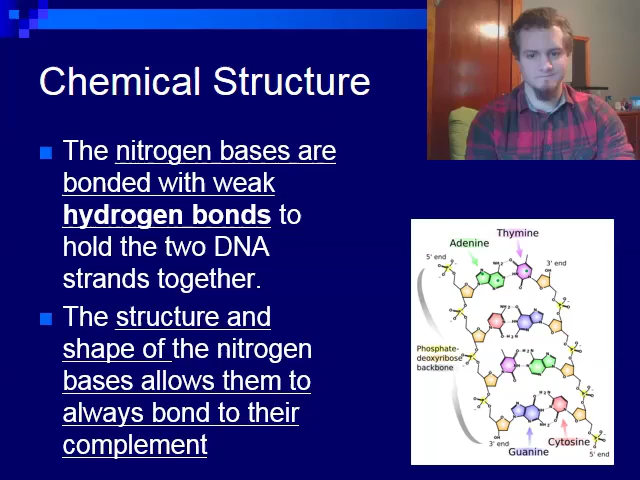 Chemical Structure
The nitrogen bases are
bonded with weak
hydrogen bonds to
hold the two DNA
strands together.
The structure and
shape of the nitrogen
bases allows them to
always bond to their
complement
Thymine
Adenine
5' end
3' end
Phosphate-
deoxyribose
backbone
3' end
Cytosine
Guanine
5' end